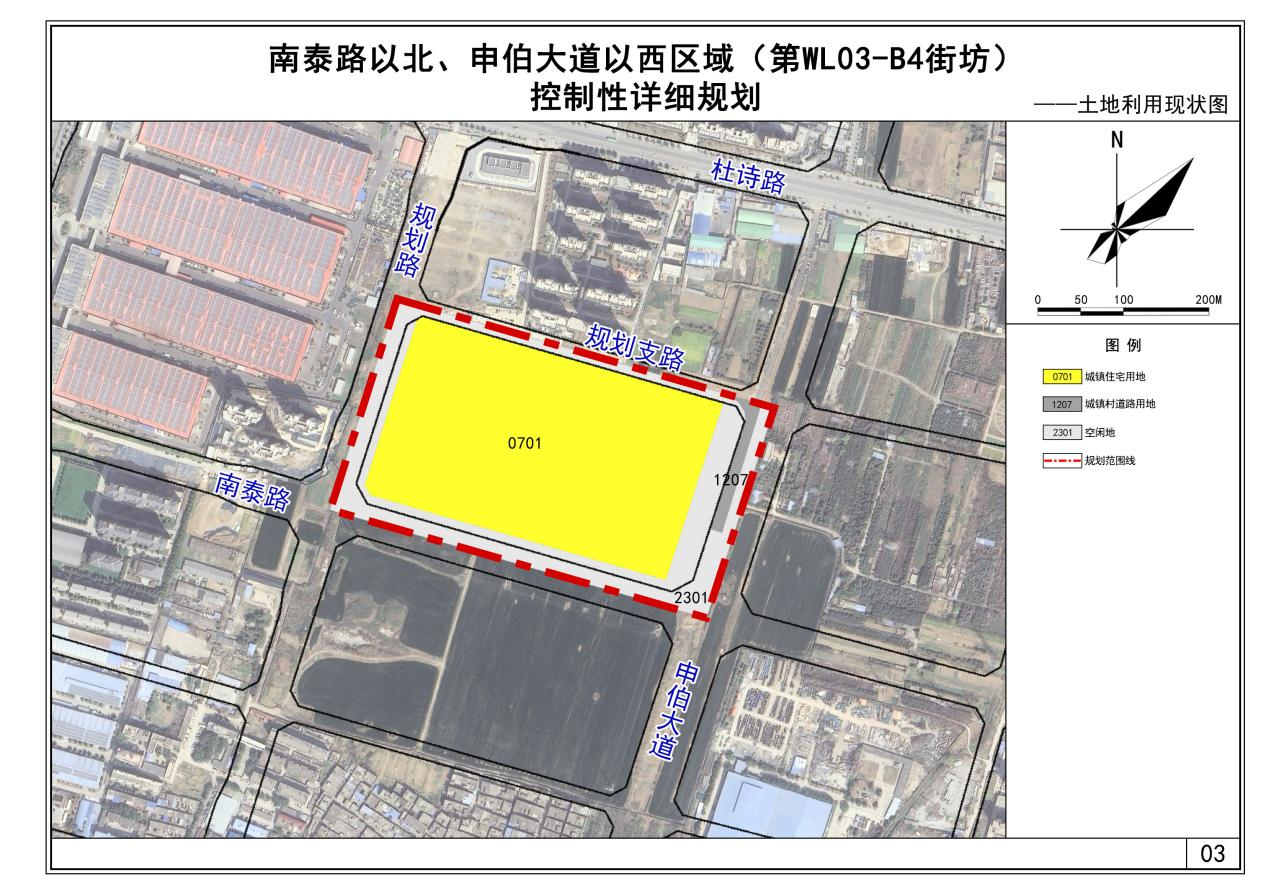 南泰路以北、申伯大道以西区域（第WL03-B4街坊）
控制性详细规划
——土地利用现状图
杜诗路
规划路
规划支路
0701
1207
南泰路
2301
申伯大道
N
0 50 100 200M
图 例
0701 城镇住宅用地
1207 城镇村道路用地
2301 空闲地
规划范围线
03